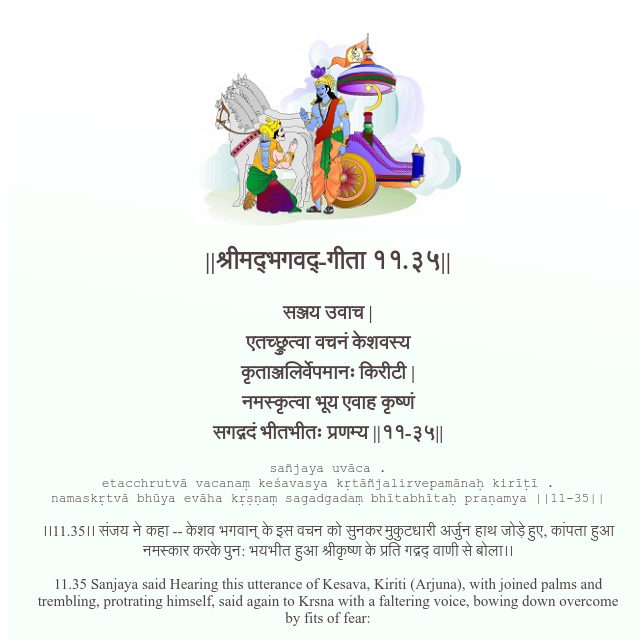 ||श्रीमद्‍भगवद्‍-गीता ११.३५||
सञ्जय उवाच |
एतच्छ्रुत्वा वचनं केशवस्य
कृताञ्जलिर्वेपमानः किरीटी |
नमस्कृत्वा भूय एवाह कृष्णं
सगद्गदं भीतभीतः प्रणम्य ||११-३५||
sañjaya uvāca .
etacchrutvā vacanaṃ keśavasya kṛtāñjalirvepamānaḥ kirīṭī .
namaskṛtvā bhūya evāha kṛṣṇaṃ sagadgadaṃ bhītabhītaḥ praṇamya ||11-35||
।।11.35।। संजय ने कहा -- केशव भगवान् के इस वचन को सुनकर मुकुटधारी अर्जुन हाथ जोड़े हुए, कांपता हुआ
नमस्कार करके पुन: भयभीत हुआ श्रीकृष्ण के प्रति गद्गद् वाणी से बोला।।
11.35 Sanjaya said Hearing this utterance of Kesava, Kiriti (Arjuna), with joined palms and
trembling, protrating himself, said again to Krsna with a faltering voice, bowing down overcome
by fits of fear: